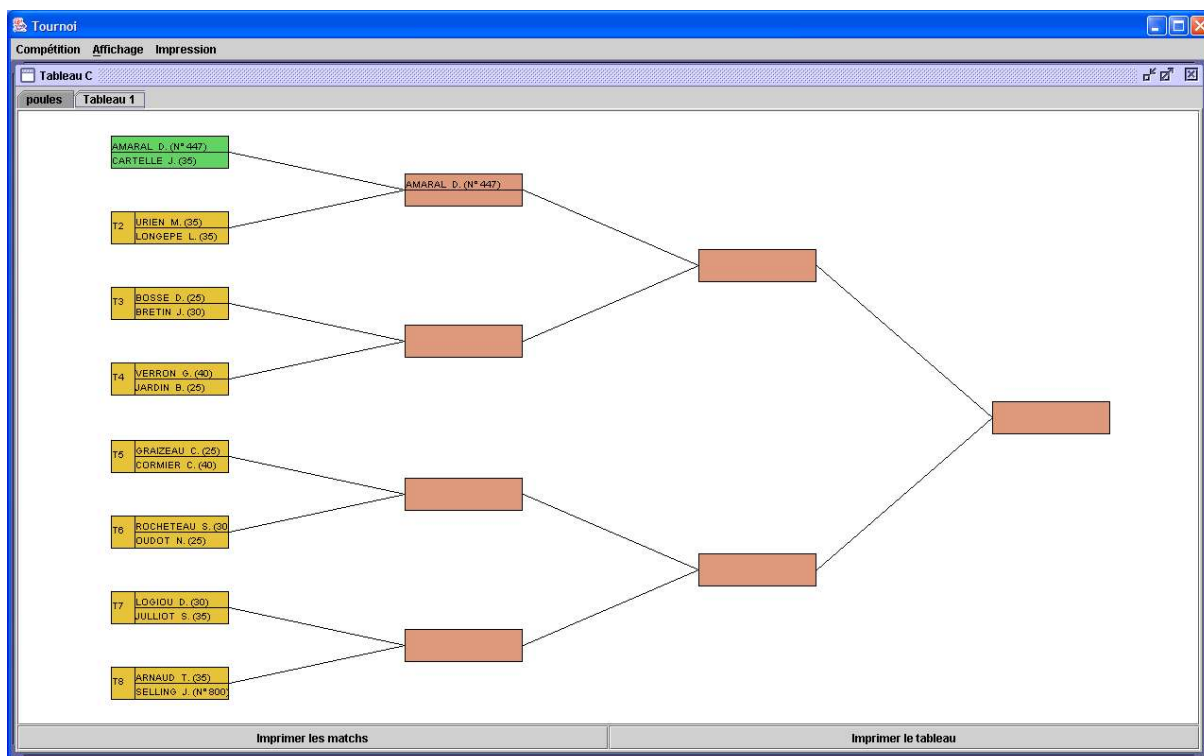 Tournoi
Compétition Affichage Impression
Tableau C
poules Tableau 1
AMARAL D. (N°447)
CARTELLE J. (35)
AMARAL D. (N°447)
T2 URIEN M. (35)
LONGEPE L. (35)
T3 BOSSE D. (25)
BRETIN J. (30)
T4 VERRON G. (40)
JARDIN B. (25)
T5 GRAIZEAU C. (25)
CORMIER C. (40)
T6 ROCHETEAU S. (30
OUDOT N. (25)
T7 LOGIOU D. (30)
JULLIOT S. (35)
T8 ARNAUD T. (35)
SELLING J. (N°800)
Imprimer les matchs Imprimer le tableau